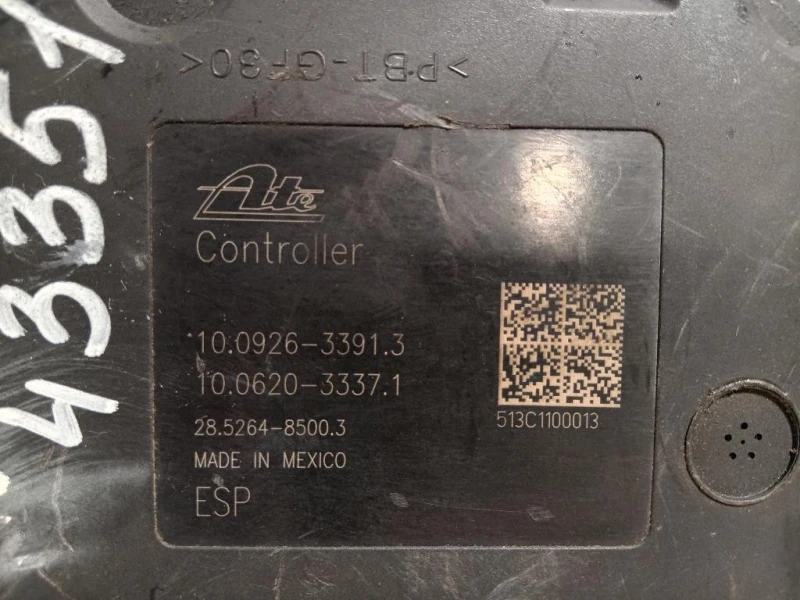 >PBT-GF30<
Ate
Controller
10.0926-3391.3
10.0620-3337.1
28.5264-8500.3
MADE IN MEXICO
ESP
513C1100013
43351